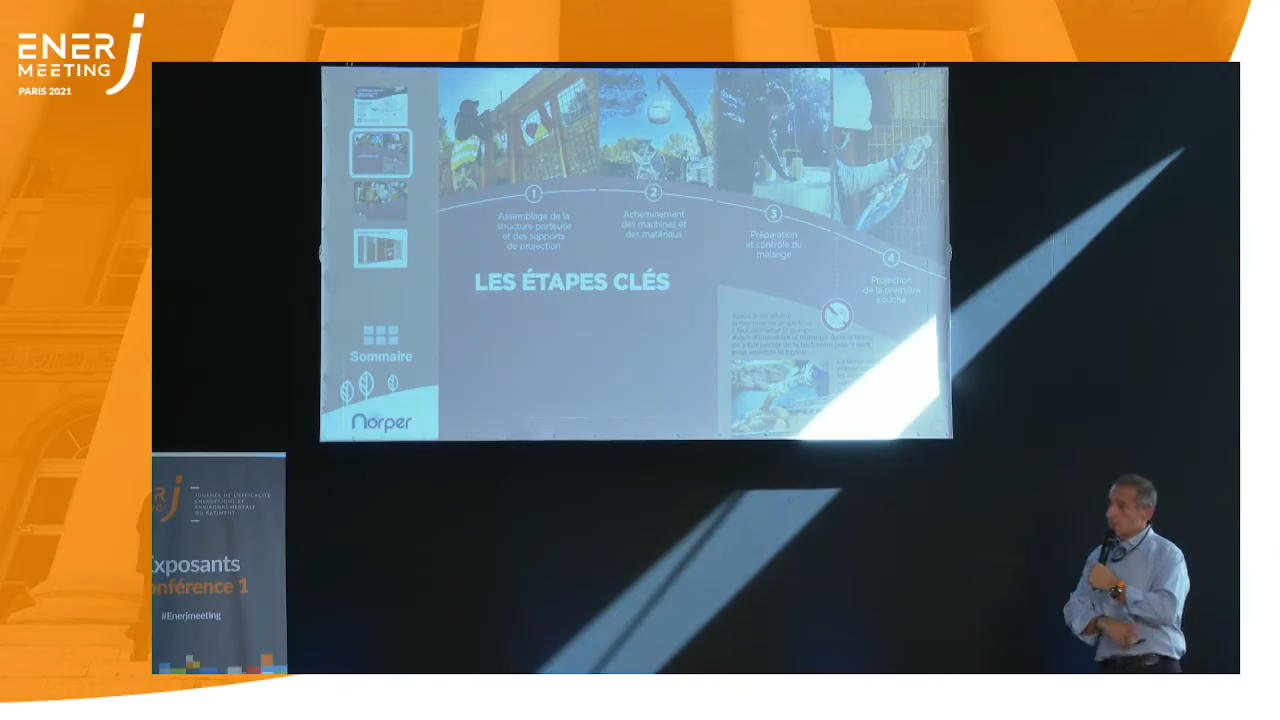 ENER j
MEETING
PARIS 2021
1
Assemblage de la
structure porteuse
et des supports
de projection
2
Acheminement
des machines et
des matériaux
3
Préparation
et contrôle du
mélange
4
Projection
de la première
couche
LES ÉTAPES CLÉS
Sommaire
Norper
JOURNÉE DE L'EFFICACITÉ
ÉNERGÉTIQUE ET
ENVIRONNEMENTALE
DU BÂTIMENT
Exposants
onférence 1
#Enerjmeeting